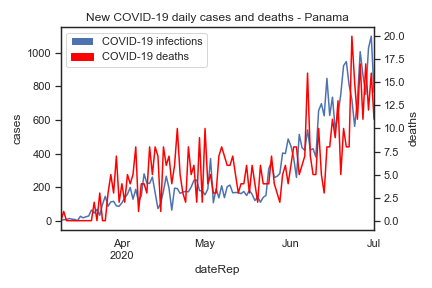 New COVID-19 daily cases and deaths - Panama
COVID-19 infections
COVID-19 deaths
1000
800
600
400
200
0
cases
20.0
17.5
15.0
12.5
10.0
7.5
5.0
2.5
0.0
deaths
Apr
2020
May
Jun
Jul
dateRep